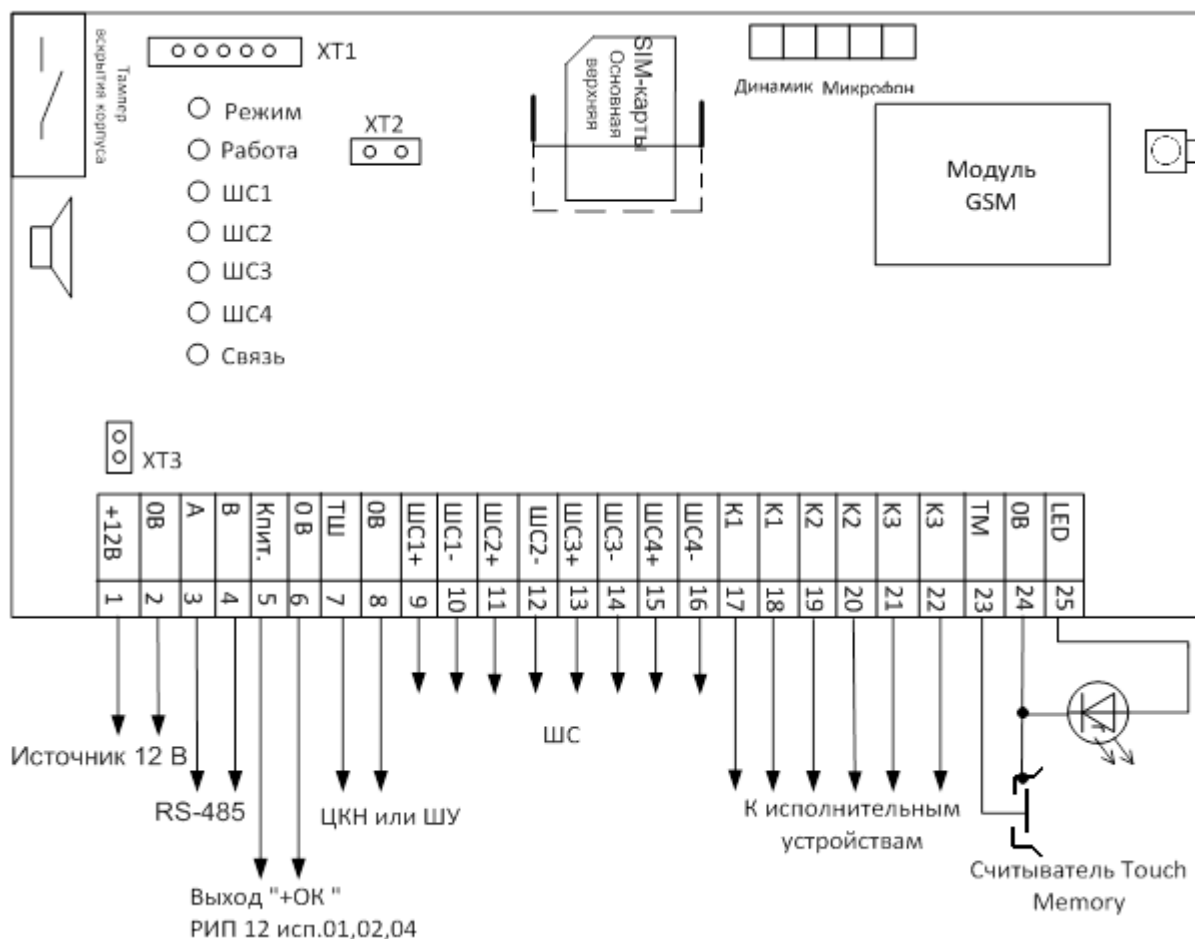 Тампер
вскрытия корпуса
XT1
Режим
Работа
ШС1
ШС2
ШС3
ШС4
Связь
XT2
SIM-карты
Основная
верхняя
Динамик Микрофон
Модуль
GSM
XT3
+12В 0В А В Кпит. 0 В ТШ 0В ШС1+ ШС1- ШС2+ ШС2- ШС3+ ШС3- ШС4+ ШС4- К1 К1 К2 К2 К3 К3 ТМ 0В LED
1 2 3 4 5 6 7 8 9 10 11 12 13 14 15 16 17 18 19 20 21 22 23 24 25
Источник 12 В
RS-485
ЦКН или ШУ
ШС
К исполнительным
устройствам
Считыватель Touch
Memory
Выход "+ОК "
РИП 12 исп.01,02,04